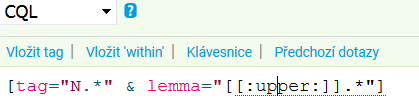 CQL ?
Vložit tag | Vložit 'within' | Klávesnice | Předchozí dotazy
[tag="N.*" & lemma="[[:upper:]].*"]